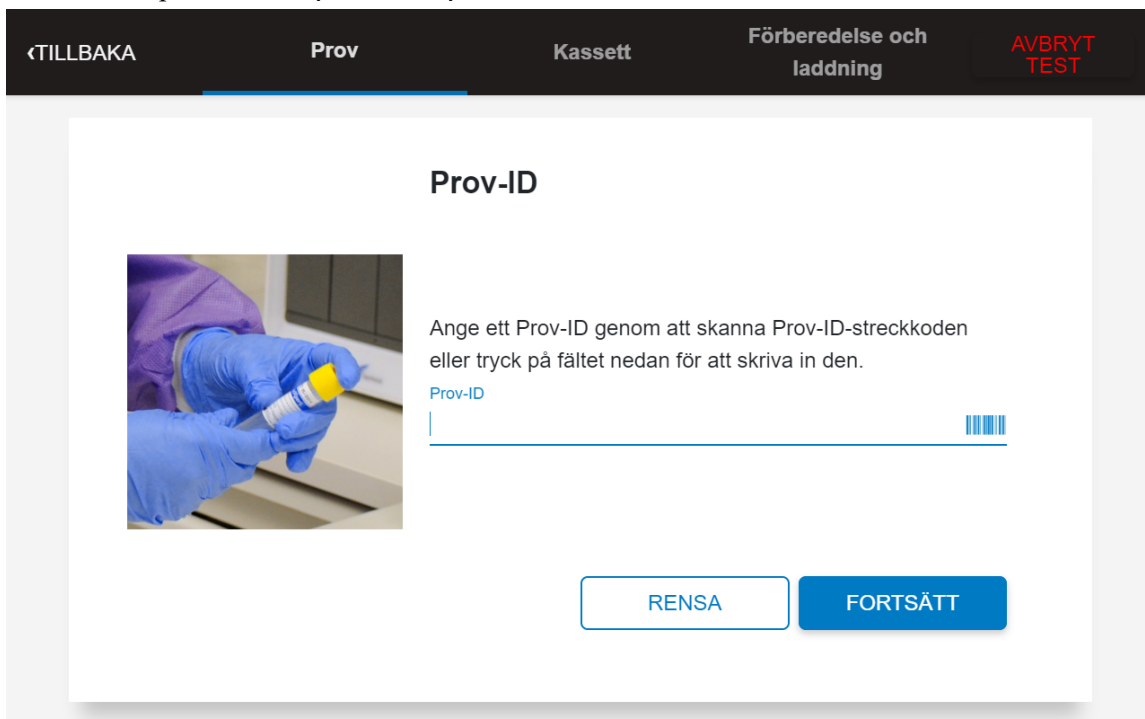 ‹TILLBAKA
Prov
Kassett
Förberedelse och
laddning
AVBRYT
TEST
Prov-ID
Ange ett Prov-ID genom att skanna Prov-ID-streckkoden
eller tryck på fältet nedan för att skriva in den.
Prov-ID
RENSA
FORTSÄTT